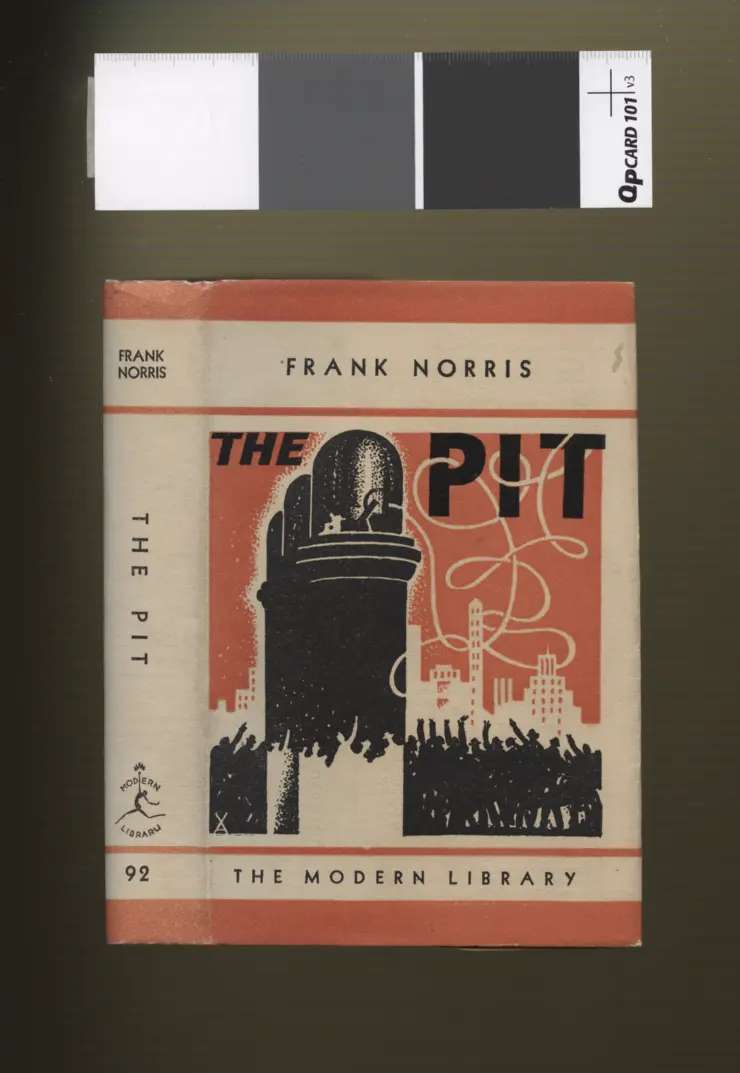 QPCARD 101 v3
FRANK
NORRIS
FRANK NORRIS
THE PIT
THE PIT
MODERN
LIBRARY
92
THE MODERN LIBRARY